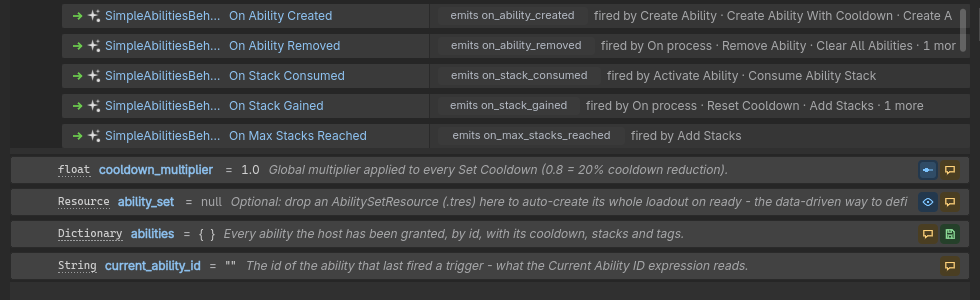 SimpleAbilitiesBeh... On Ability Created emits on_ability_created fired by Create Ability · Create Ability With Cooldown · Create A
SimpleAbilitiesBeh... On Ability Removed emits on_ability_removed fired by On process · Remove Ability · Clear All Abilities · 1 mor
SimpleAbilitiesBeh... On Stack Consumed emits on_stack_consumed fired by Activate Ability · Consume Ability Stack
SimpleAbilitiesBeh... On Stack Gained emits on_stack_gained fired by On process · Reset Cooldown · Add Stacks · 1 more
SimpleAbilitiesBeh... On Max Stacks Reached emits on_max_stacks_reached fired by Add Stacks
float cooldown_multiplier = 1.0 Global multiplier applied to every Set Cooldown (0.8 = 20% cooldown reduction).
Resource ability_set = null Optional: drop an AbilitySetResource (.tres) here to auto-create its whole loadout on ready - the data-driven way to defi
Dictionary abilities = { } Every ability the host has been granted, by id, with its cooldown, stacks and tags.
String current_ability_id = "" The id of the ability that last fired a trigger - what the Current Ability ID expression reads.